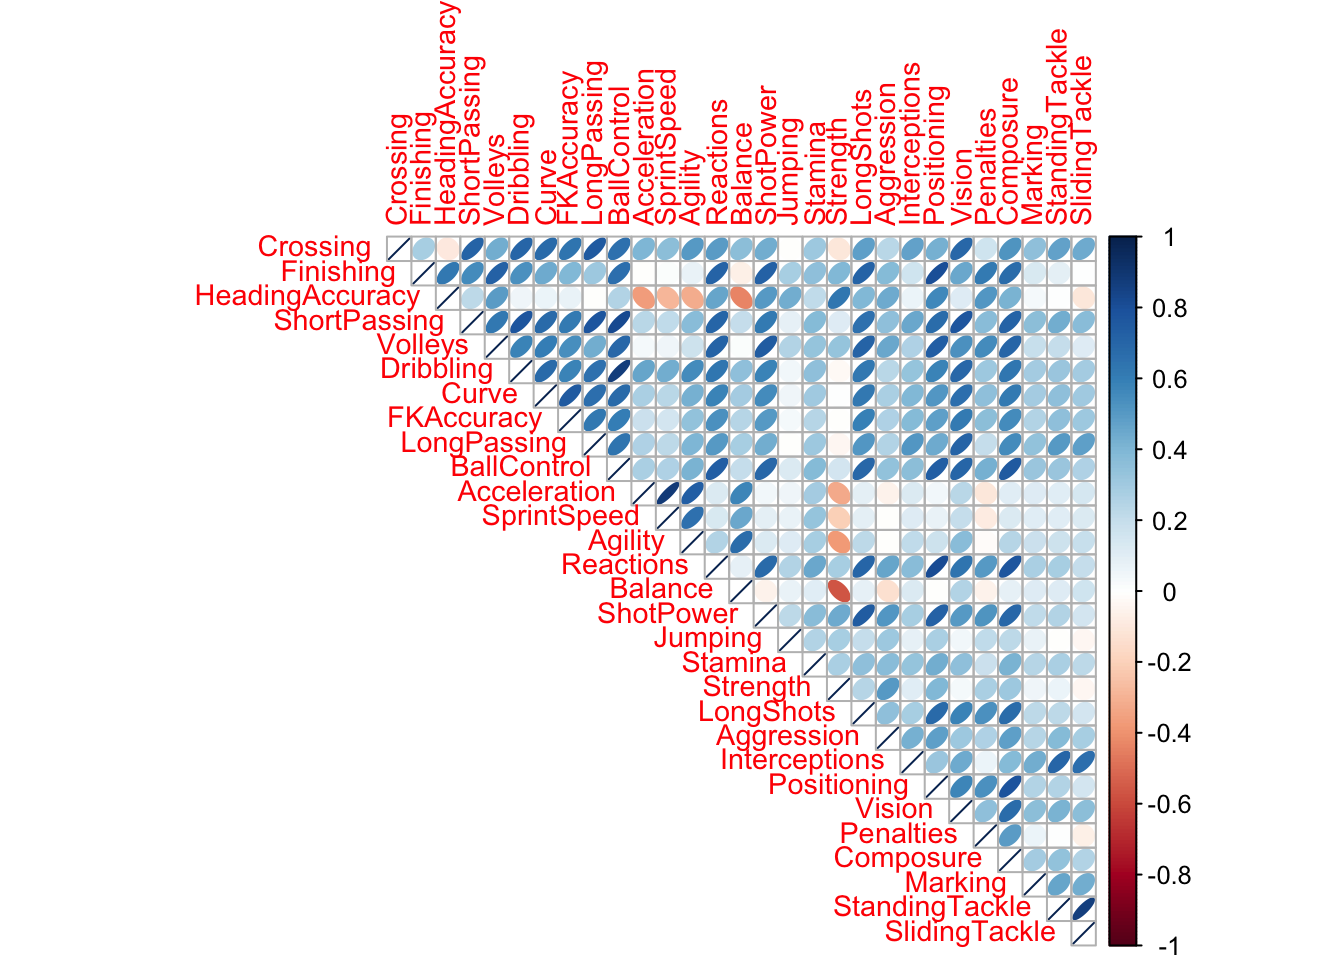 Crossing
Finishing
HeadingAccuracy
ShortPassing
Volleys
Dribbling
Curve
FKAccuracy
LongPassing
BallControl
Acceleration
SprintSpeed
Agility
Reactions
Balance
ShotPower
Jumping
Stamina
Strength
LongShots
Aggression
Interceptions
Positioning
Vision
Penalties
Composure
Marking
StandingTackle
SlidingTackle
Crossing
Finishing
HeadingAccuracy
ShortPassing
Volleys
Dribbling
Curve
FKAccuracy
LongPassing
BallControl
Acceleration
SprintSpeed
Agility
Reactions
Balance
ShotPower
Jumping
Stamina
Strength
LongShots
Aggression
Interceptions
Positioning
Vision
Penalties
Composure
Marking
StandingTackle
SlidingTackle
1
0.8
0.6
0.4
0.2
0
-0.2
-0.4
-0.6
-0.8
-1